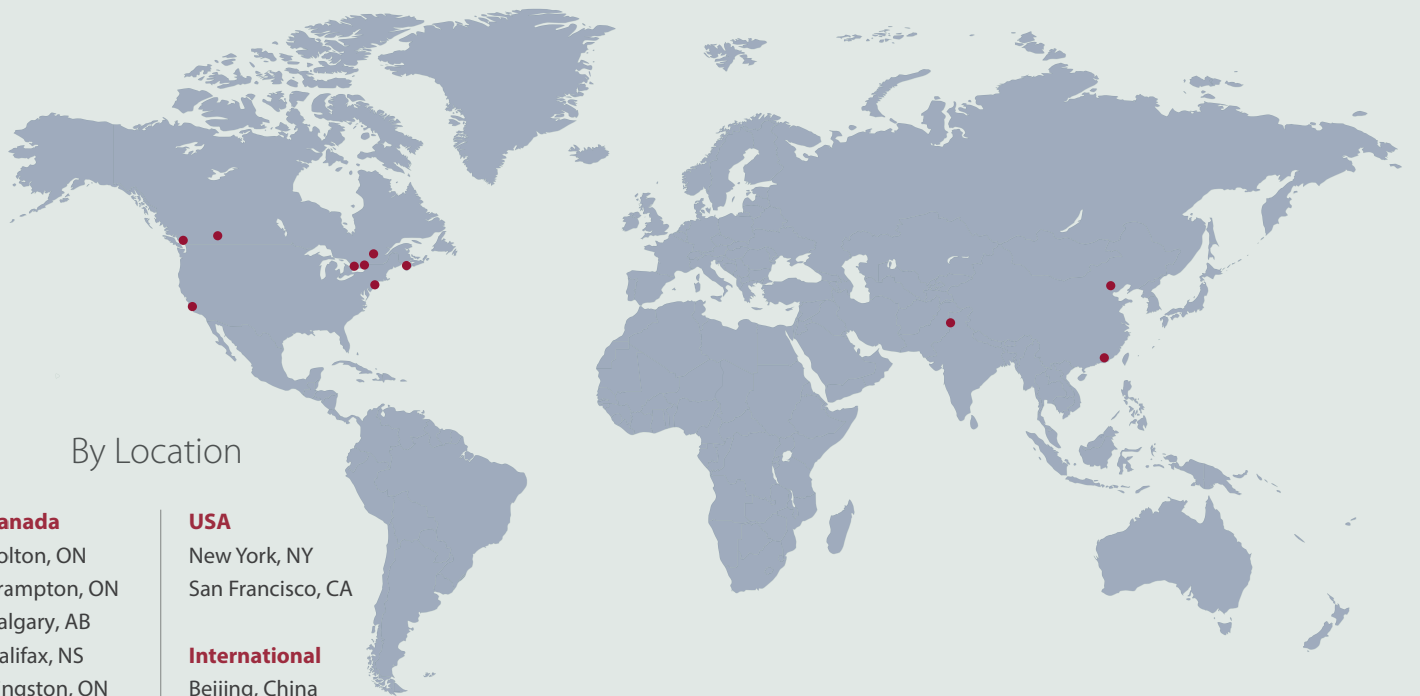 By Location
anada
olton, ON
rampton, ON
algary, AB
alifax, NS
ngston, ON
USA
New York, NY
San Francisco, CA
International
Beijing, China